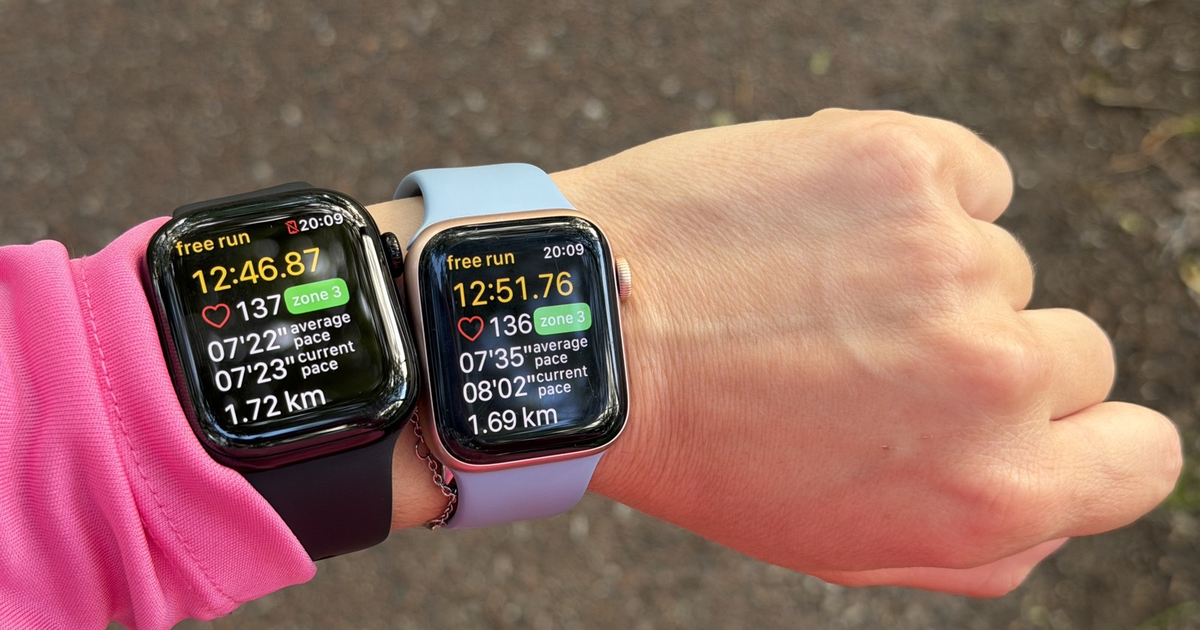 20:09
free run
12:46.87
137 zone 3
07'22" average pace
07'23" current pace
1.72 km
20:09
free run
12:51.76
136 zone 3
07'35" average pace
08'02" current pace
1.69 km